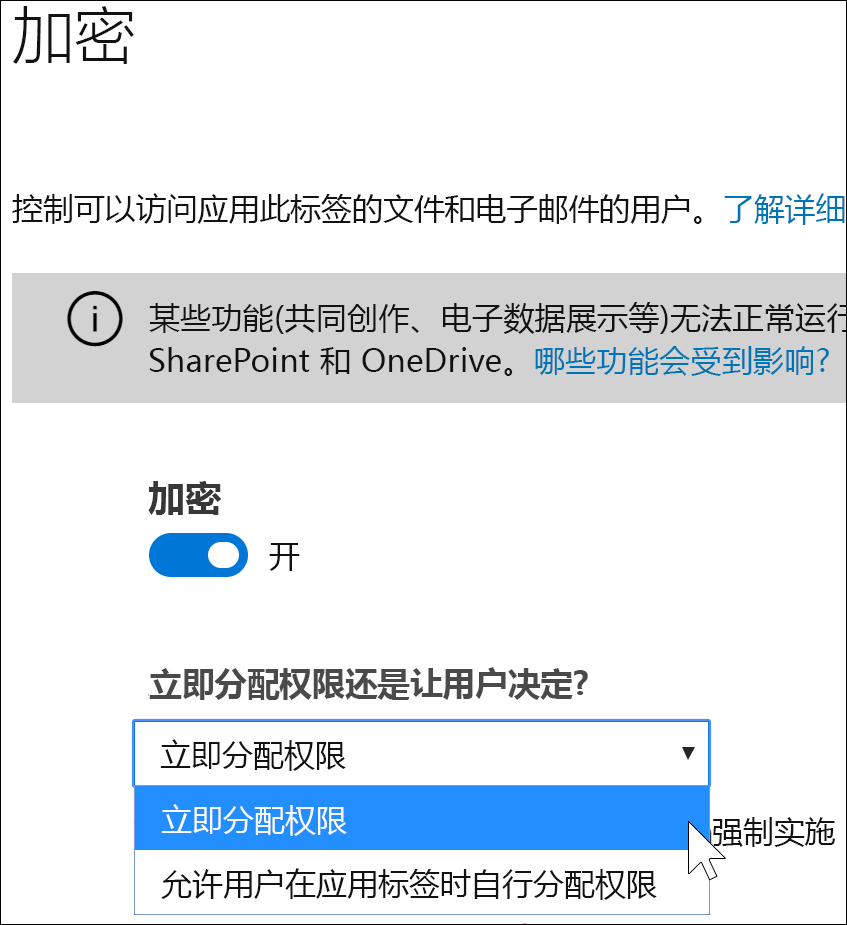 加密
控制可以访问应用此标签的文件和电子邮件的用户。了解详细
某些功能(共同创作、电子数据展示等)无法正常运行
SharePoint 和 OneDrive。哪些功能会受到影响?
加密
开
立即分配权限还是让用户决定?
立即分配权限
立即分配权限
强制实施
允许用户在应用标签时自行分配权限